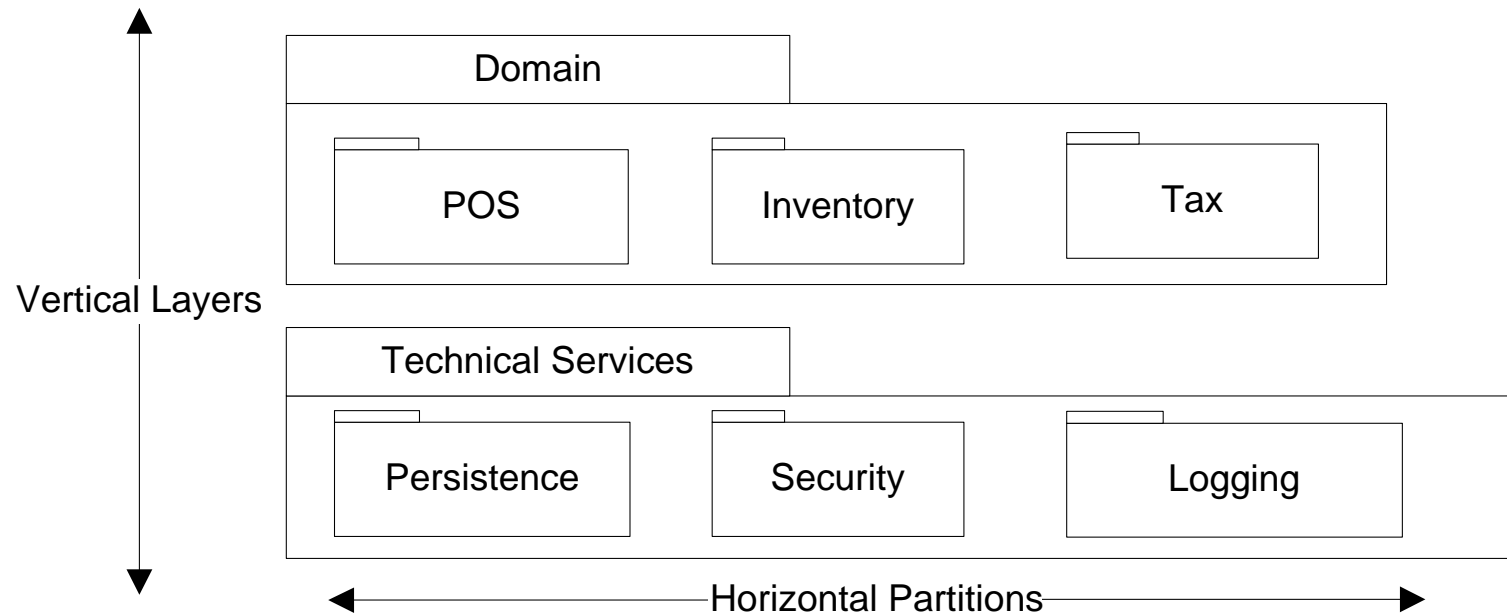 Domain
POS
Inventory
Tax
Vertical Layers
Technical Services
Persistence
Security
Logging
Horizontal Partitions